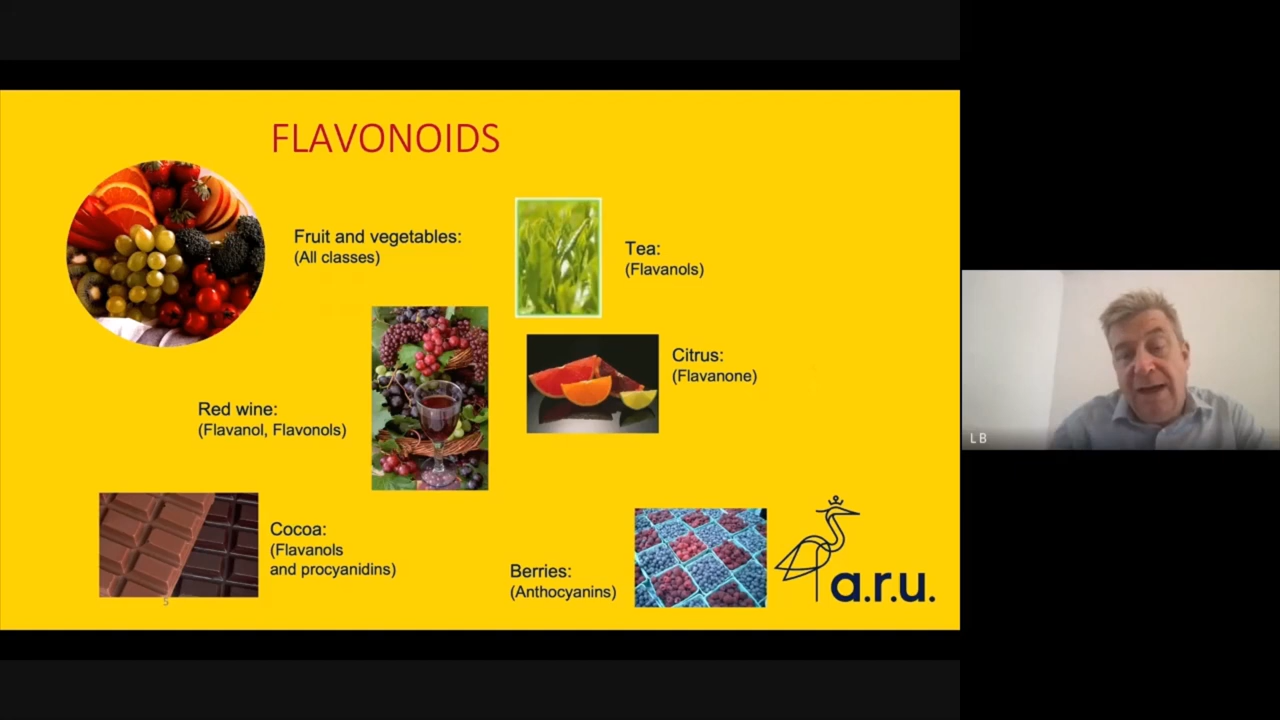 FLAVONOIDS
Fruit and vegetables:
(All classes)
Tea:
(Flavanols)
Citrus:
(Flavanone)
Red wine:
(Flavanol, Flavonols)
Cocoa:
(Flavanols
and procyanidins)
Berries:
(Anthocyanins)
5
a.r.u.
L B